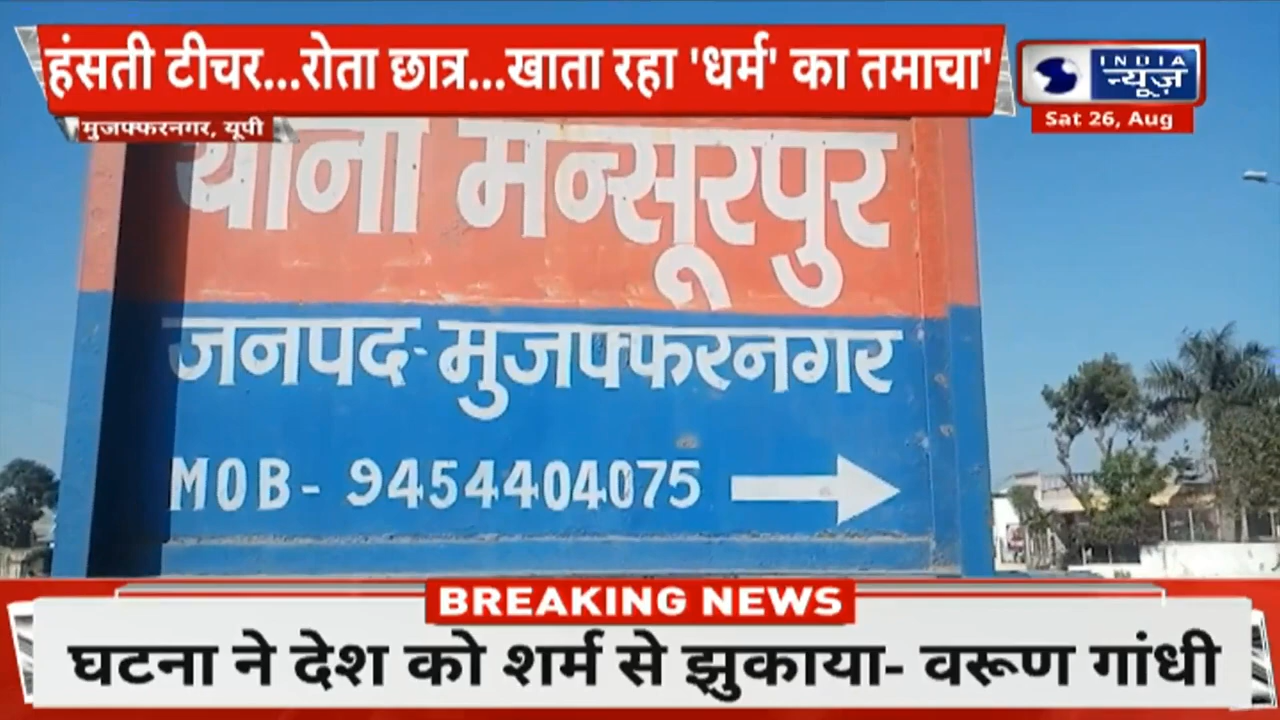 हंसती टीचर...रोता छात्र...खाता रहा 'धर्म' का तमाचा'
INDIA
न्यूज़
Sat 26, Aug
मुजफ्फरनगर, यूपी
थाना मन्सूरपुर
जनपद-मुजफ्फरनगर
MOB- 9454404075
BREAKING NEWS
घटना ने देश को शर्म से झुकाया- वरूण गांधी